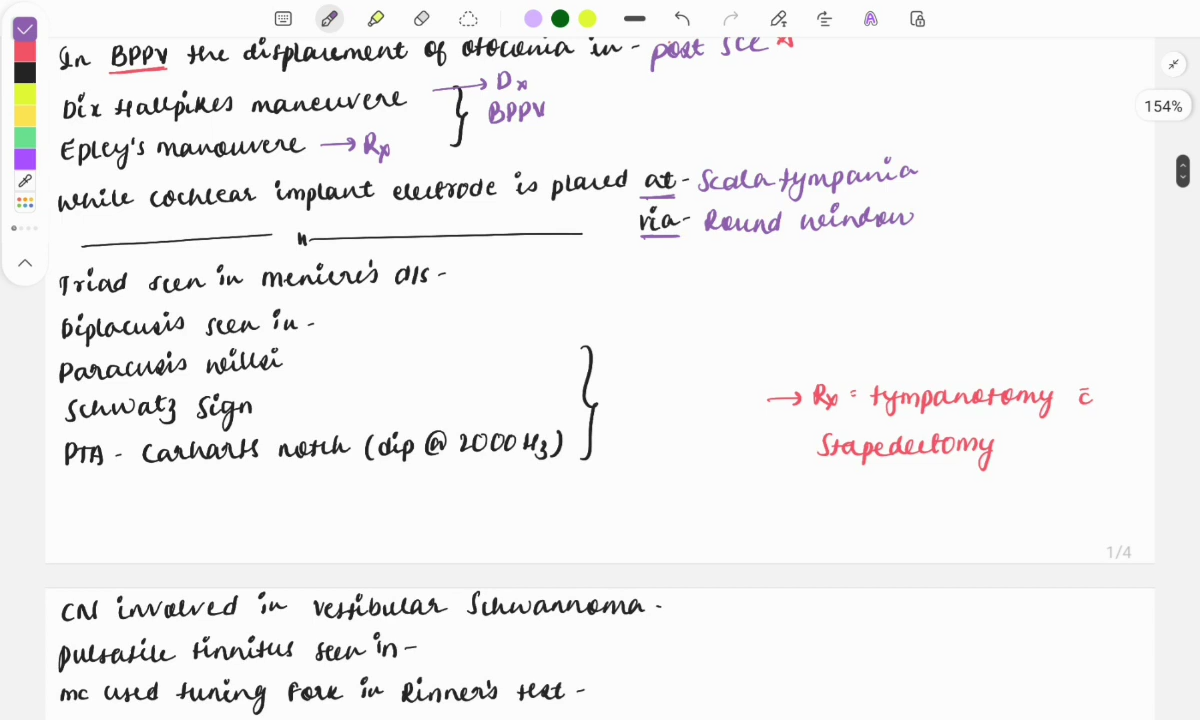 154%
In BPPV the displacement of otoconia in - post SCC
Dix Hallpikes maneuvere → Dx
BPPV
Epley's manouvere → Rx
While cochlear implant electrode is placed at - Scala tympania
via - Round window
Triad seen in meniere's d/s -
Diplacusis seen in -
Paracusis willsi
Schwatz sign
→ Rx = tympanotomy c̄
PTA - Carharts notch (dip @ 2000 Hz)
Stapedectomy
1/4
CN involved in vestibular Schwannoma -
pulsatile tinnitus seen in -
mc used tuning fork in Rinner's test -